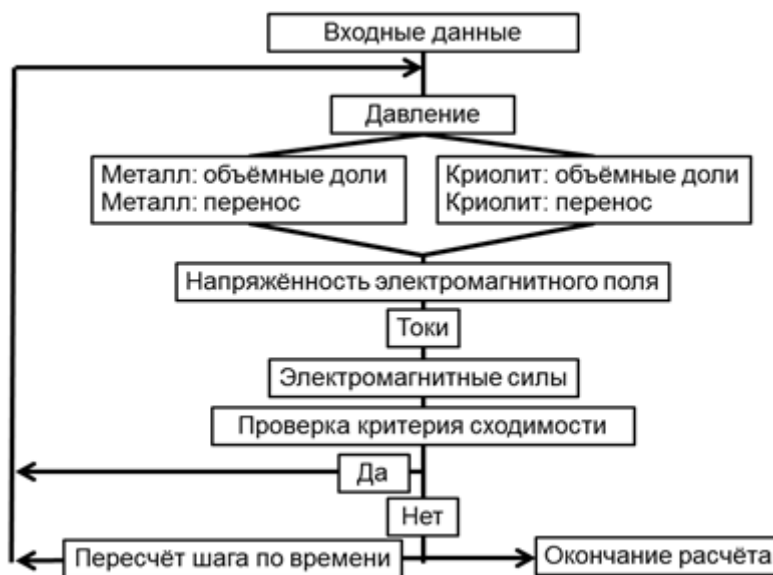 Входные данные
Давление
Металл: объёмные доли
Металл: перенос
Криолит: объёмные доли
Криолит: перенос
Напряжённость электромагнитного поля
Токи
Электромагнитные силы
Проверка критерия сходимости
Да
Нет
Пересчёт шага по времени
Окончание расчёта